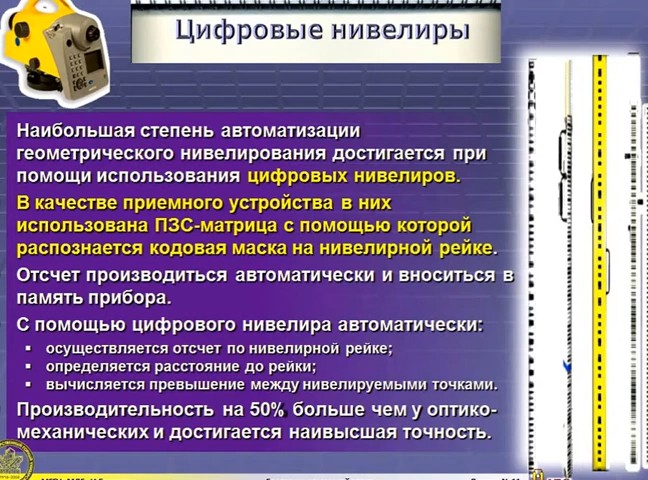 Цифровые нивелиры
Наибольшая степень автоматизации
геометрического нивелирования достигается при
помощи использования цифровых нивелиров.
В качестве приемного устройства в них
использована ПЗС-матрица с помощью которой
распознается кодовая маска на нивелирной рейке.
Отсчет производиться автоматически и вноситься в
память прибора.
С помощью цифрового нивелира автоматически:
▪ осуществляется отсчет по нивелирной рейке;
▪ определяется расстояние до рейки;
▪ вычисляется превышение между нивелируемыми точками.
Производительность на 50% больше чем у оптико-
механических и достигается наивысшая точность.